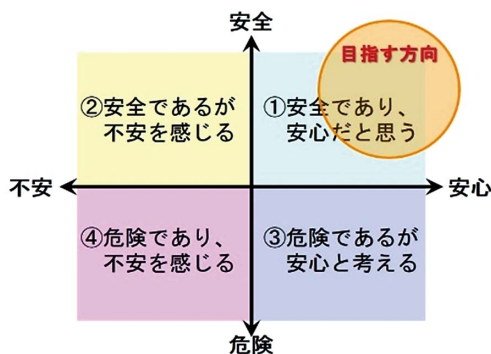 安全
目指す方向
②安全であるが
不安を感じる
①安全であり、
安心だと思う
不安
安心
④危険であり、
不安を感じる
③危険であるが
安心と考える
危険